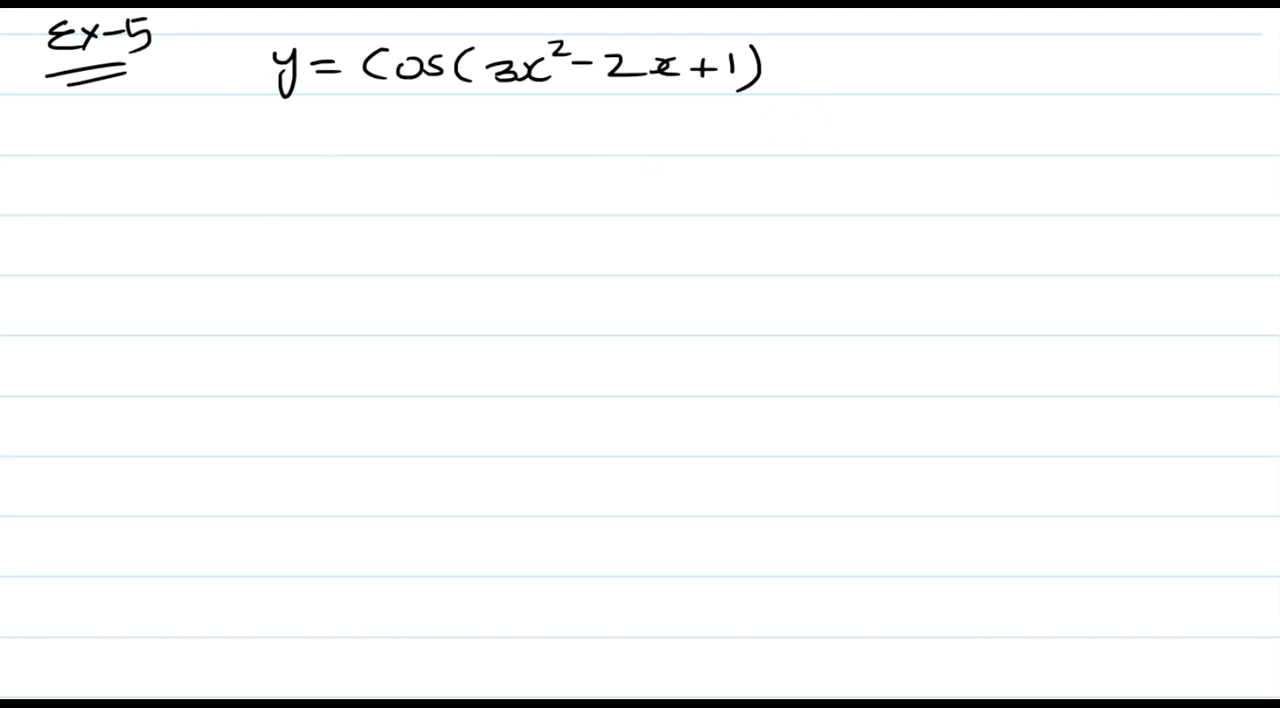 Ex-5
y = Cos(3x²-2x+1)